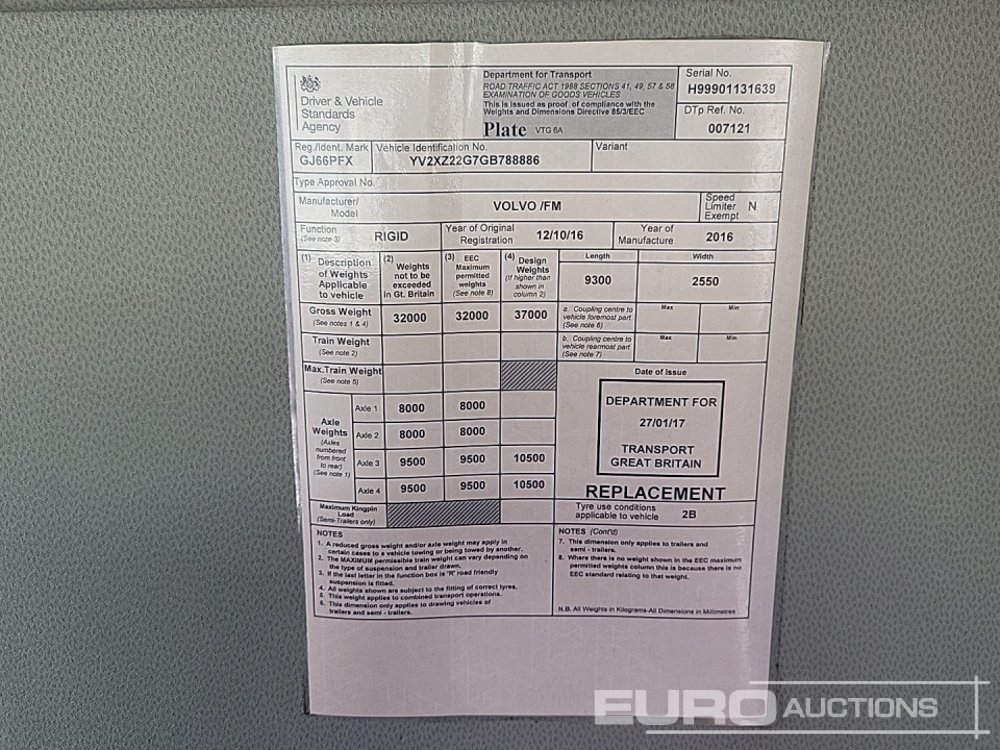 Driver & Vehicle
Standards
Agency
Department for Transport
ROAD TRAFFIC ACT 1988 SECTIONS 41, 49, 57 & 58
EXAMINATION OF GOODS VEHICLES
This is issued as proof of compliance with the
Weights and Dimensions Directive 85/3/EEC
Plate VTG 6A
Serial No.
H99901131639
DTp Ref. No.
007121
Reg./Ident. Mark
GJ66PFX
Vehicle Identification No.
YV2XZ22G7GB788886
Variant
Type Approval No.
Manufacturer/
Model
VOLVO /FM
Speed
Limiter
Exempt
N
Function
(See note 3)
RIGID
Year of Original
Registration
12/10/16
Year of
Manufacture
2016
(1) Description
of Weights
Applicable
to vehicle
(2) Weights
not to be
exceeded
in Gt. Britain
(3) EEC
Maximum
permitted
weights
(See note 8)
(4) Design
Weights
(If higher than
shown in
column 2)
Length
9300
Width
2550
Gross Weight
(See notes 1 & 4)
32000 32000 37000
a. Coupling centre to
vehicle foremost part
(See note 6)
Max Min
Train Weight
(See note 2)
b. Coupling centre to
vehicle rearmost part
(See note 7)
Max Min
Max.Train Weight
(See note 5)
Date of Issue
DEPARTMENT FOR
27/01/17
TRANSPORT
GREAT BRITAIN
Axle
Weights
(Axles
numbered
from front
to rear)
(See note 1)
Axle 1 8000 8000
Axle 2 8000 8000
Axle 3 9500 9500 10500
Axle 4 9500 9500 10500
REPLACEMENT
Maximum Kingpin
Load
(Semi-Trailers only)
Tyre use conditions
applicable to vehicle 2B
NOTES
1. A reduced gross weight and/or axle weight may apply in
certain cases to a vehicle towing or being towed by another.
2. The MAXIMUM permissible train weight can vary depending on
the type of suspension and trailer drawn.
3. If the last letter in the function box is 'R' road friendly
suspension is fitted.
4. All weights shown are subject to the fitting of correct tyres.
5. This weight applies to combined transport operations.
6. This dimension only applies to drawing vehicles of
trailers and semi - trailers.
NOTES (Cont'd)
7. This dimension only applies to trailers and
semi - trailers.
8. Where there is no weight shown in the EEC maximum
permitted weights column this is because there is no
EEC standard relating to that weight.
N.B. All Weights in Kilograms-All Dimensions in Millimetres
EURO AUCTIONS